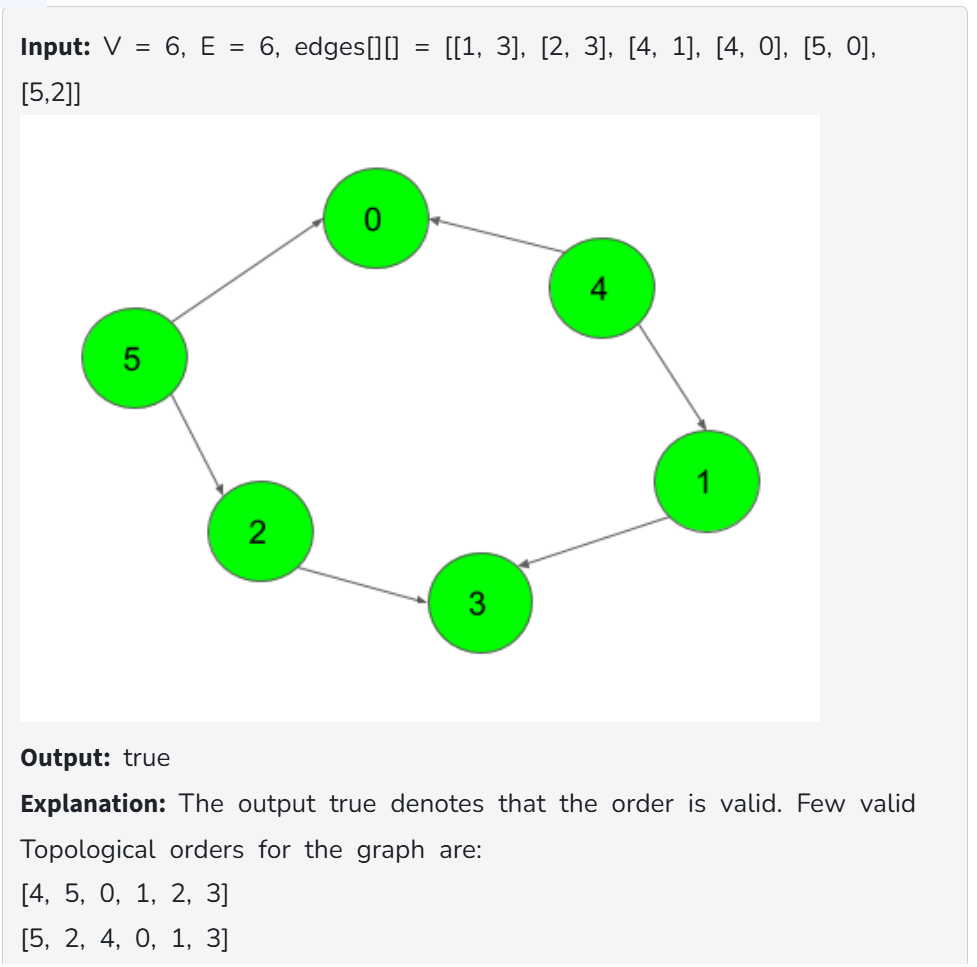 Input: V = 6, E = 6, edges[][] = [[1, 3], [2, 3], [4, 1], [4, 0], [5, 0],
[5,2]]
0
4
5
1
2
3
Output: true
Explanation: The output true denotes that the order is valid. Few valid
Topological orders for the graph are:
[4, 5, 0, 1, 2, 3]
[5, 2, 4, 0, 1, 3]